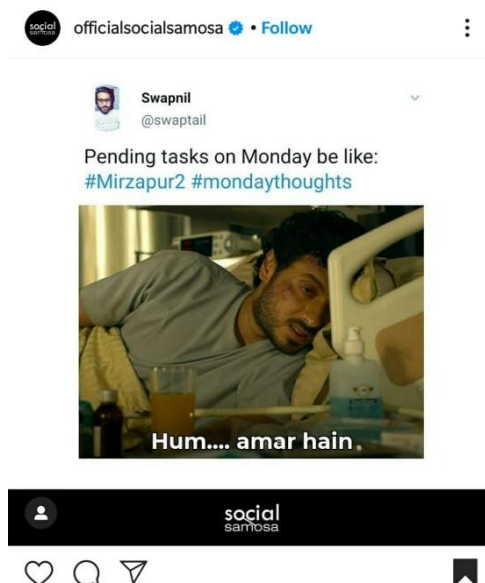 social
samosa
officialsocialsamosa • Follow
Swapnil
@swaptail
Pending tasks on Monday be like:
#Mirzapur2 #mondaythoughts
Hum.... amar hain.
social
samosa